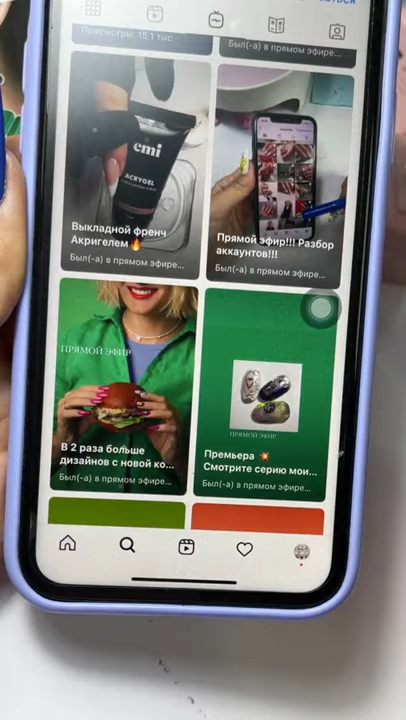 Просмотры: 15,1 тыс
Был(-а) в прямом эфире...
emi
ACRYGEL
Выкладной френч
Акригелем🔥
Был(-а) в прямом эфире...
Прямой эфир!!! Разбор
аккаунтов!!!
Был(-а) в прямом эфире...
ПРЯМОЙ ЭФИР
В 2 раза больше
дизайнов с новой ко...
Был(-а) в прямом эфире...
ПРЯМОЙ ЭФИР
Премьера 💥
Смотрите серию мои...
Был(-а) в прямом эфире...